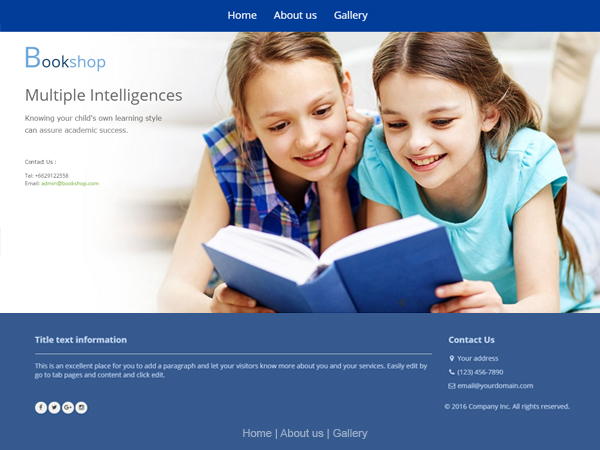 Home About us Gallery
Bookshop
Multiple Intelligences
Knowing your child's own learning style
can assure academic success.
Contact Us :
Tel: +6629122558
Email: admin@bookshop.com
Title text information
This is an excellent place for you to add a paragraph and let your visitors know more about you and your services. Easily edit by
go to tab pages and content and click edit.
Contact Us
Your address
(123) 456-7890
email@yourdomain.com
© 2016 Company Inc. All rights reserved.
Home | About us | Gallery